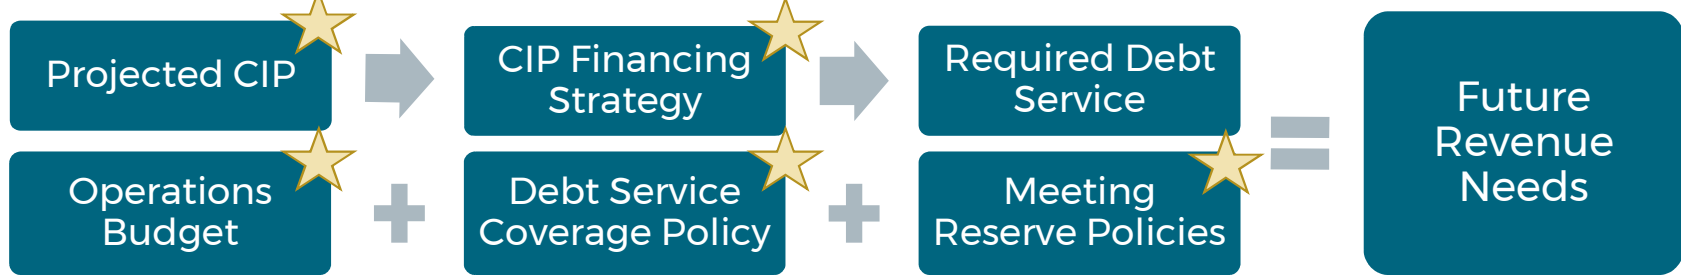 Projected CIP
CIP Financing
Strategy
Required Debt
Service
Operations
Budget
Debt Service
Coverage Policy
Meeting
Reserve Policies
Future
Revenue
Needs